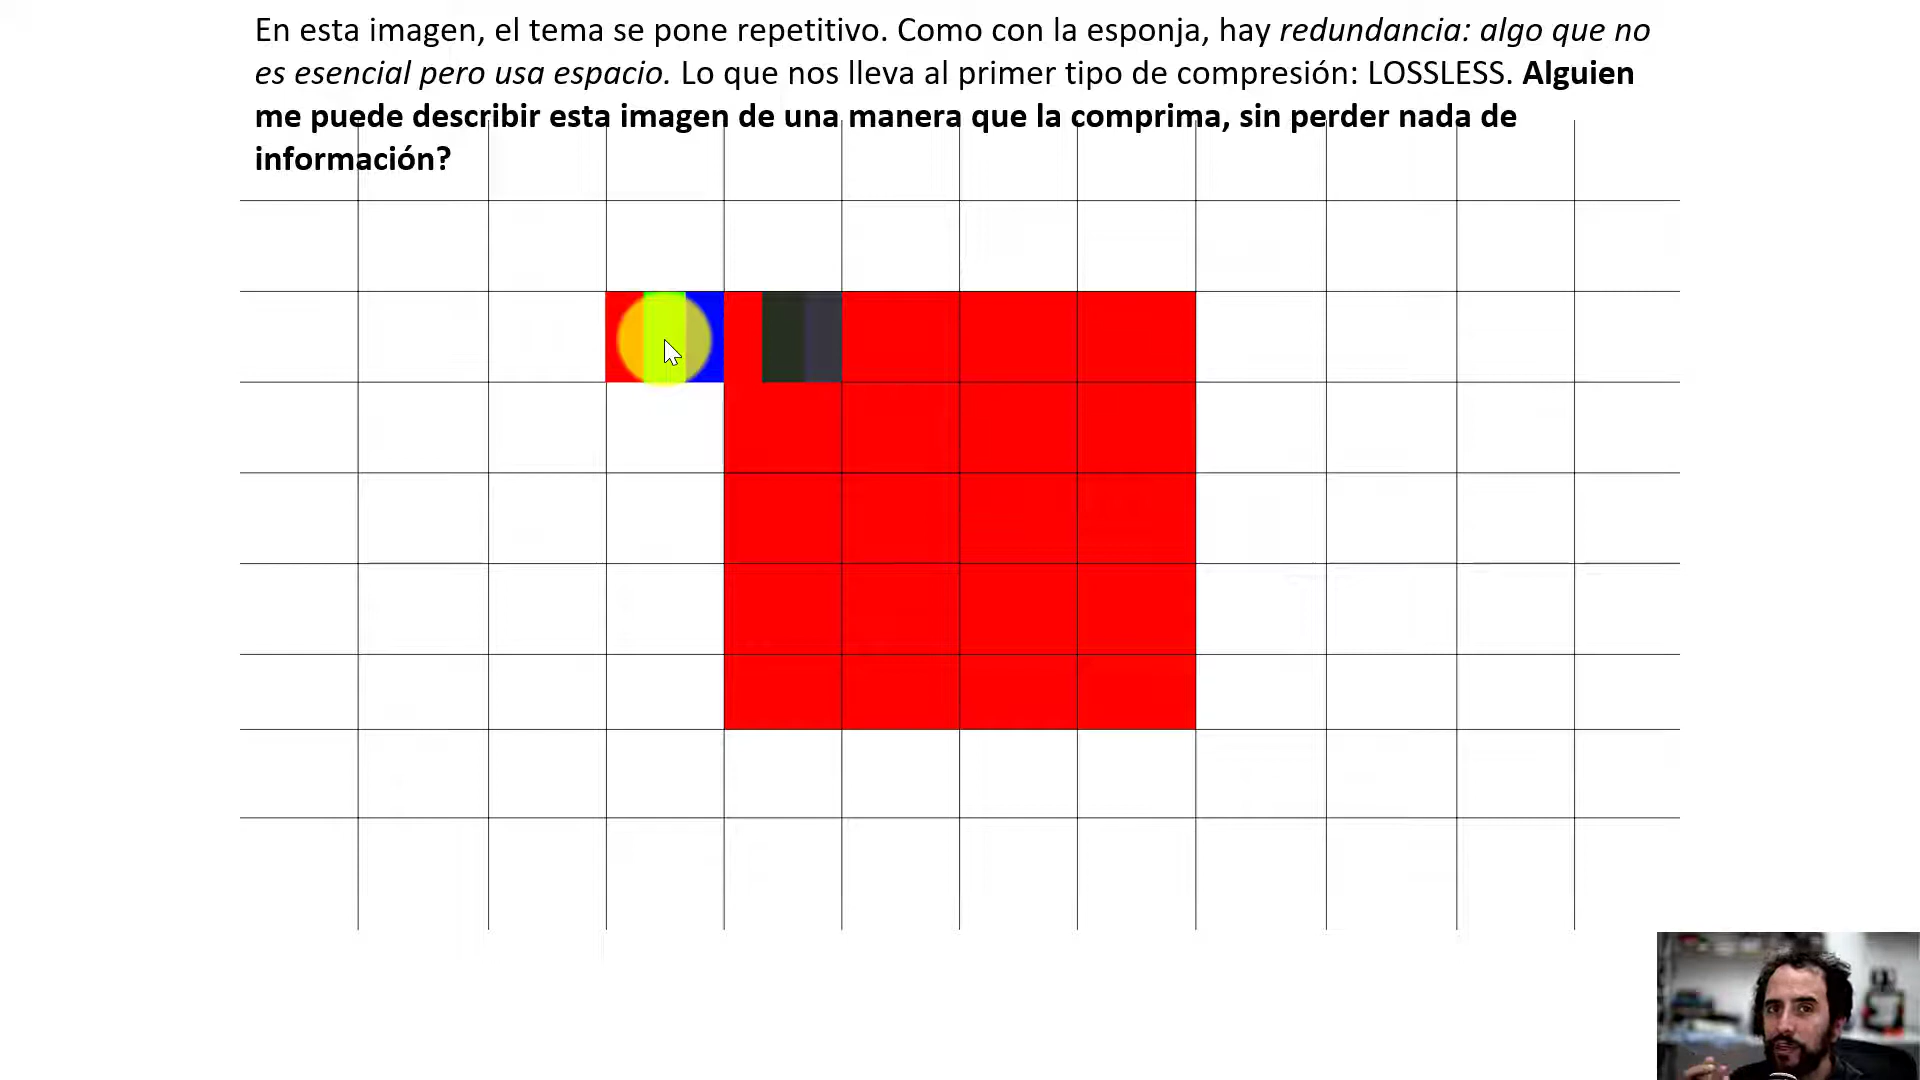 En esta imagen, el tema se pone repetitivo. Como con la esponja, hay redundancia: algo que no
es esencial pero usa espacio. Lo que nos lleva al primer tipo de compresión: LOSSLESS. Alguien
me puede describir esta imagen de una manera que la comprima, sin perder nada de
información?